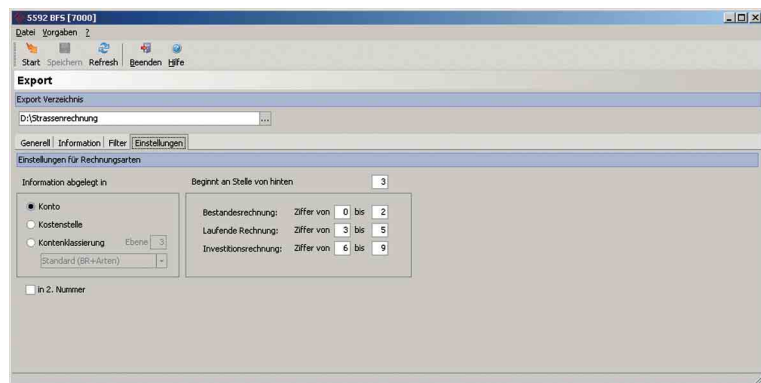 5592 BFS [7000]
Datei Vorgaben ?
Start Speichern Refresh Beenden Hilfe
Export
Export Verzeichnis
D:\Strassenrechnung ...
Generell Information Filter Einstellungen
Einstellungen für Rechnungsarten
Information abgelegt in Beginnt an Stelle von hinten 3
Konto
Kostenstelle
Kontenklassierung Ebene 3
Standard (BR+Arten)
Bestandesrechnung: Ziffer von 0 bis 2
Laufende Rechnung: Ziffer von 3 bis 5
Investitionsrechnung: Ziffer von 6 bis 9
in 2. Nummer